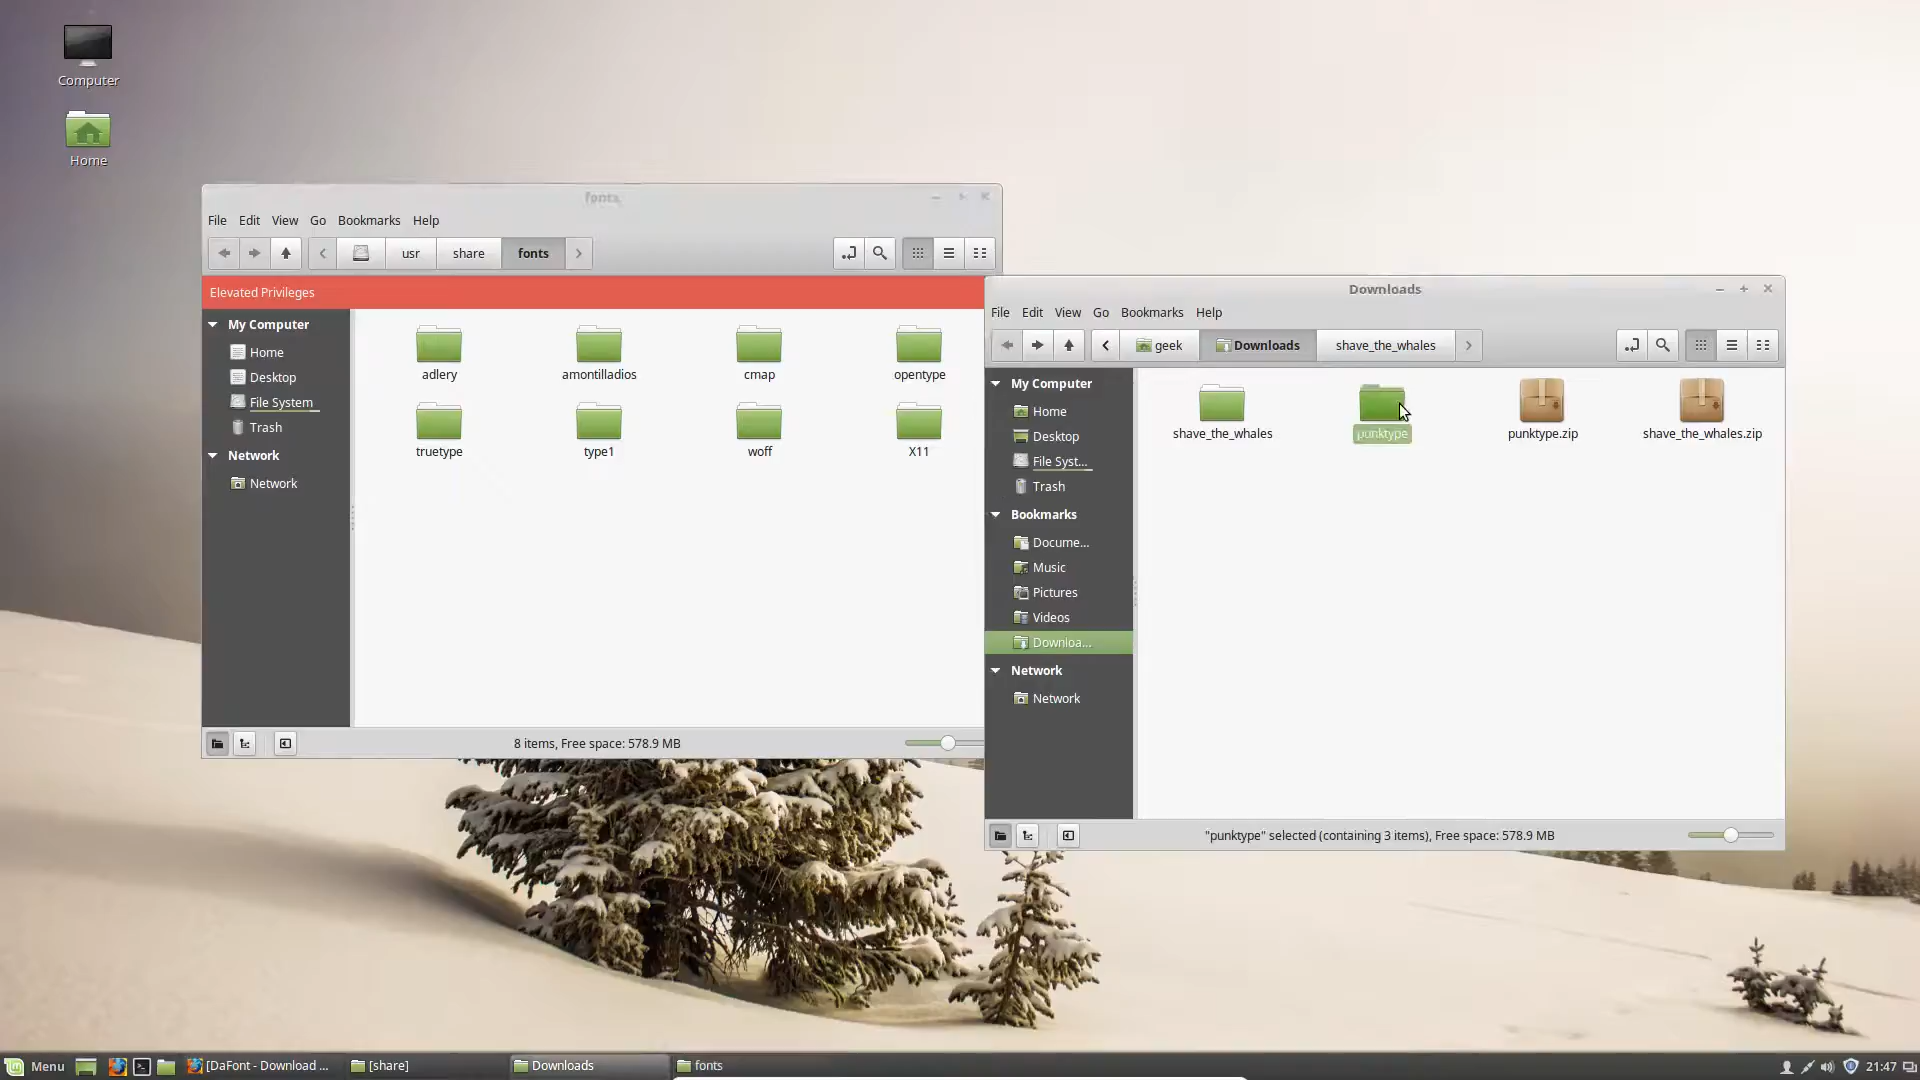 Computer
Home
fonts
File Edit View Go Bookmarks Help
usr share fonts
Elevated Privileges
My Computer
Home
Desktop
File System
Trash
Network
Network
adlery amontillados cmap opentype
truetype type1 woff X11
8 items, Free space: 578.9 MB
Downloads
File Edit View Go Bookmarks Help
geek Downloads shave_the_whales
My Computer
Home
Desktop
File Syst...
Trash
Bookmarks
Docume...
Music
Pictures
Videos
Downloa...
Network
Network
shave_the_whales punktype punktype.zip shave_the_whales.zip
"punktype" selected (containing 3 items), Free space: 578.9 MB
Menu [DaFont - Download ... [share] Downloads fonts 21:47